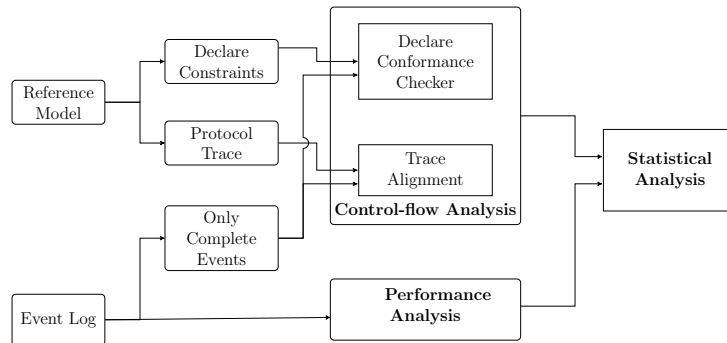 Reference
Model
Declare
Constraints
Protocol
Trace
Only
Complete
Events
Event Log
Declare
Conformance
Checker
Trace
Alignment
Control-flow Analysis
Performance
Analysis
Statistical
Analysis